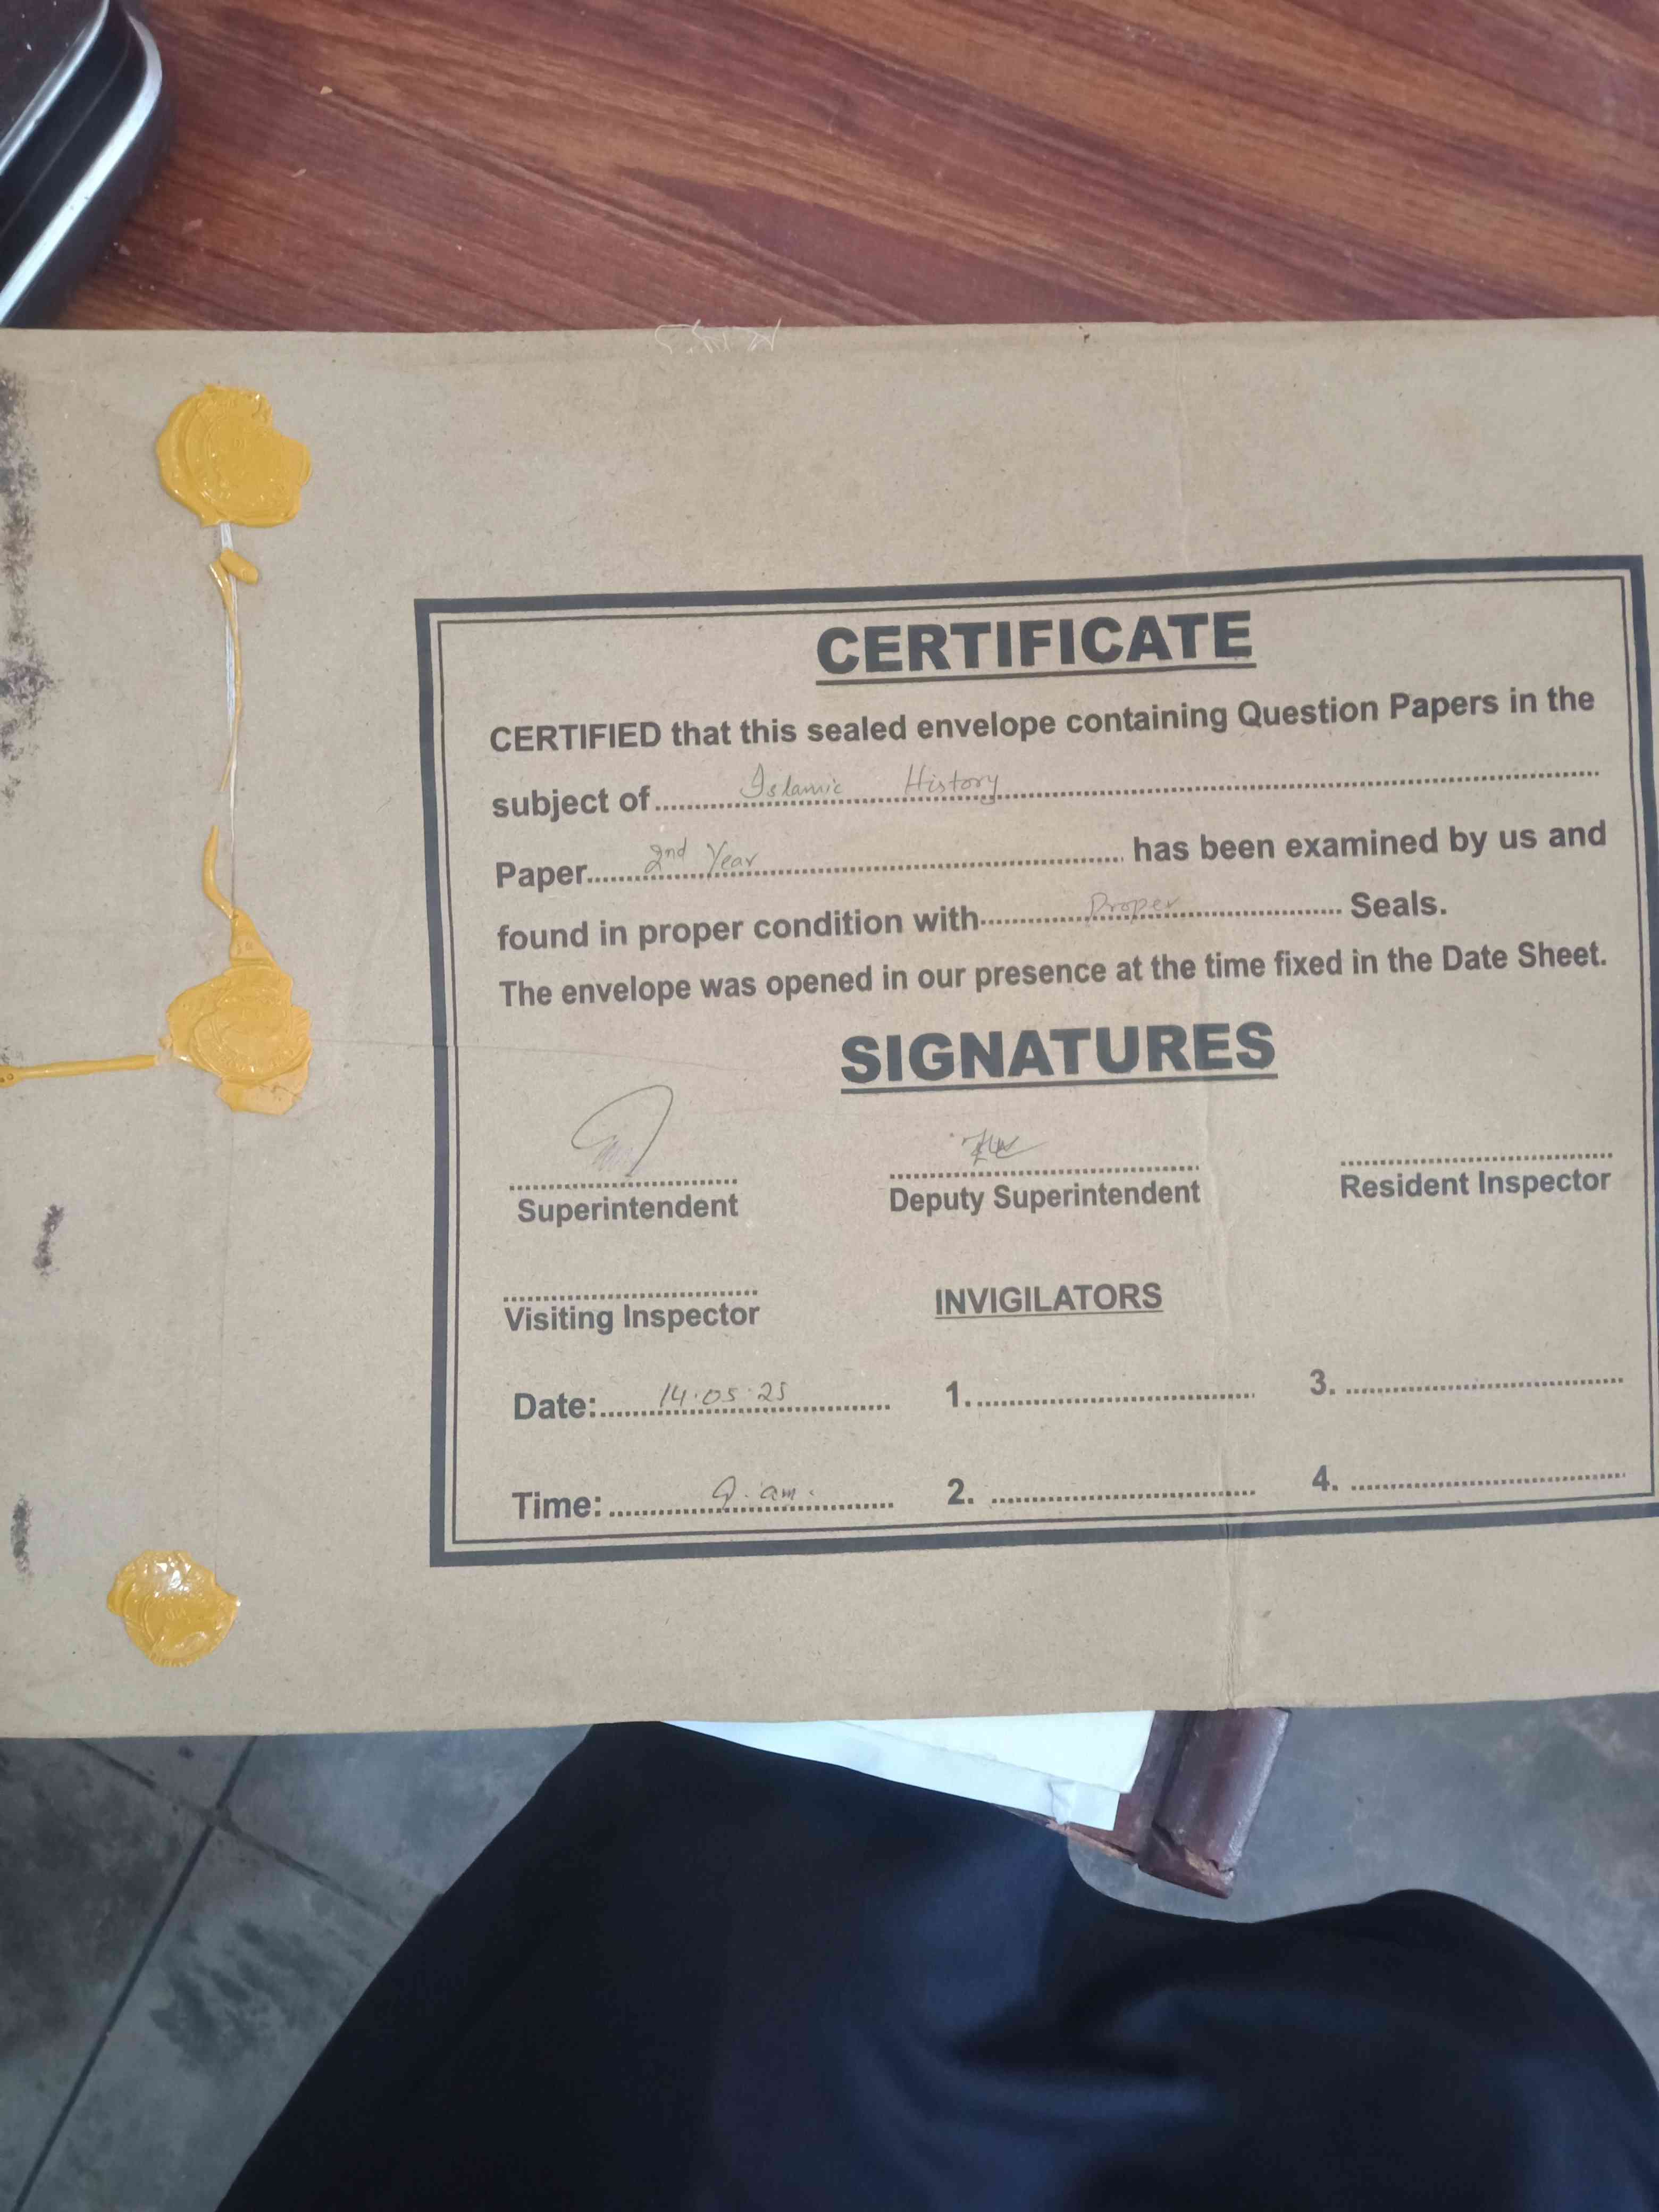 CERTIFICATE
CERTIFIED that this sealed envelope containing Question Papers in the
subject of Islamic History
Paper 2nd Year has been examined by us and
found in proper condition with Proper Seals.
The envelope was opened in our presence at the time fixed in the Date Sheet.
SIGNATURES
Superintendent Deputy Superintendent Resident Inspector
Visiting Inspector INVIGILATORS
Date: 14.05.25 1. 3.
Time: 9.am. 2. 4.